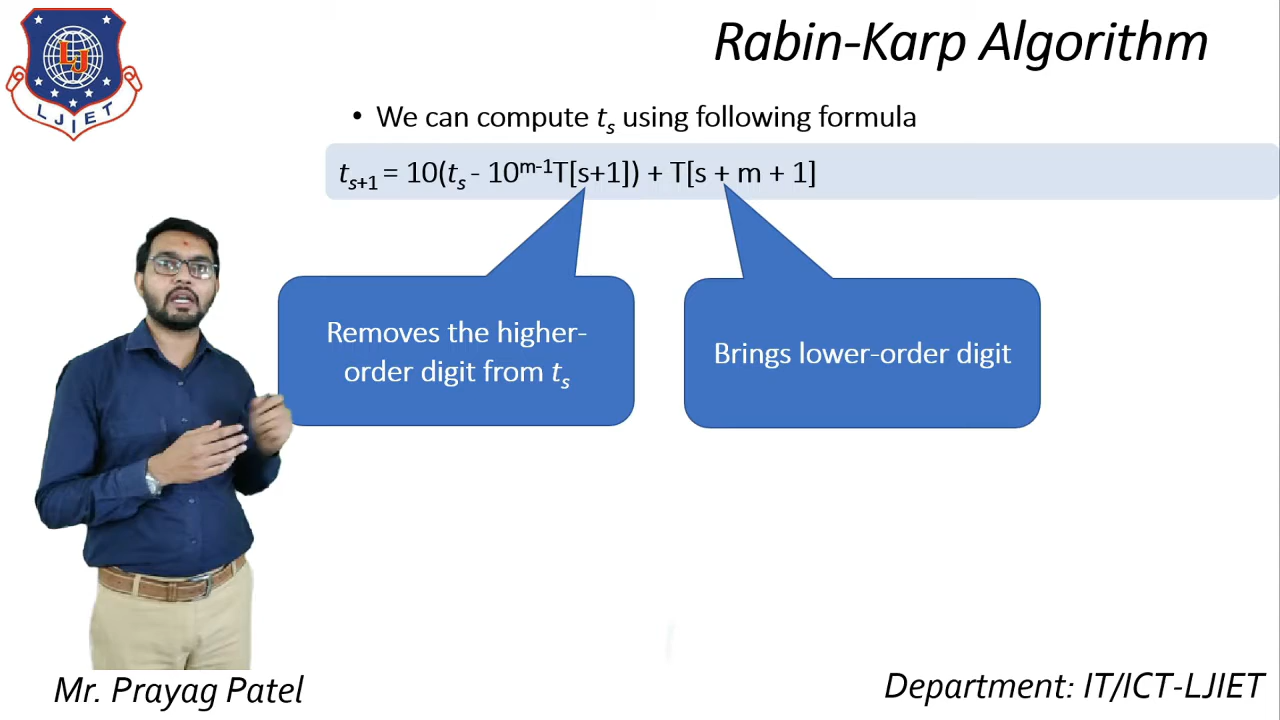 LJ
LJIET
Rabin-Karp Algorithm
• We can compute tₛ using following formula
tₛ₊₁ = 10(tₛ - 10ᵐ⁻¹T[s+1]) + T[s + m + 1]
Removes the higher-
order digit from tₛ
Brings lower-order digit
Mr. Prayag Patel
Department: IT/ICT-LJIET